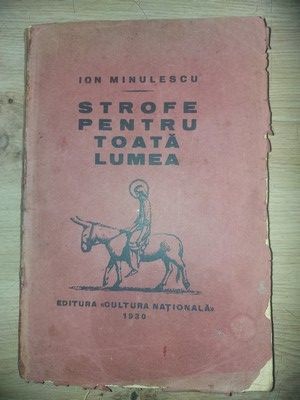 ION MINULESCU
STROFE
PENTRU
TOATĂ
LUMEA
EDITURA «CULTURA NAȚIONALĂ»
1930